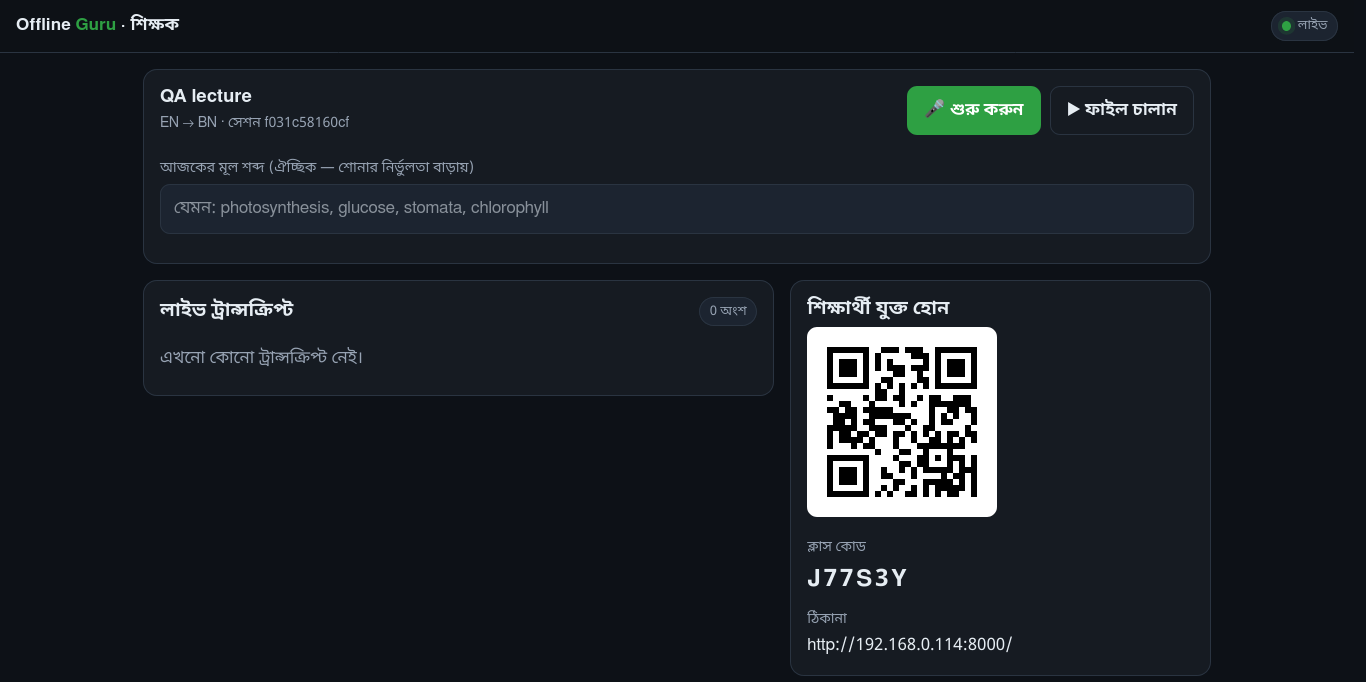 Offline Guru · শিক্ষক
লাইভ
QA lecture
EN → BN · সেশন f031c58160cf
🎤 শুরু করুন
▶ ফাইল চালান
আজকের মূল শব্দ (ঐচ্ছিক — শোনার নির্ভুলতা বাড়ায়)
যেমন: photosynthesis, glucose, stomata, chlorophyll
লাইভ ট্রান্সক্রিপ্ট
0 অংশ
এখনো কোনো ট্রান্সক্রিপ্ট নেই।
শিক্ষার্থী যুক্ত হোন
ক্লাস কোড
J77S3Y
ঠিকানা
http://192.168.0.114:8000/